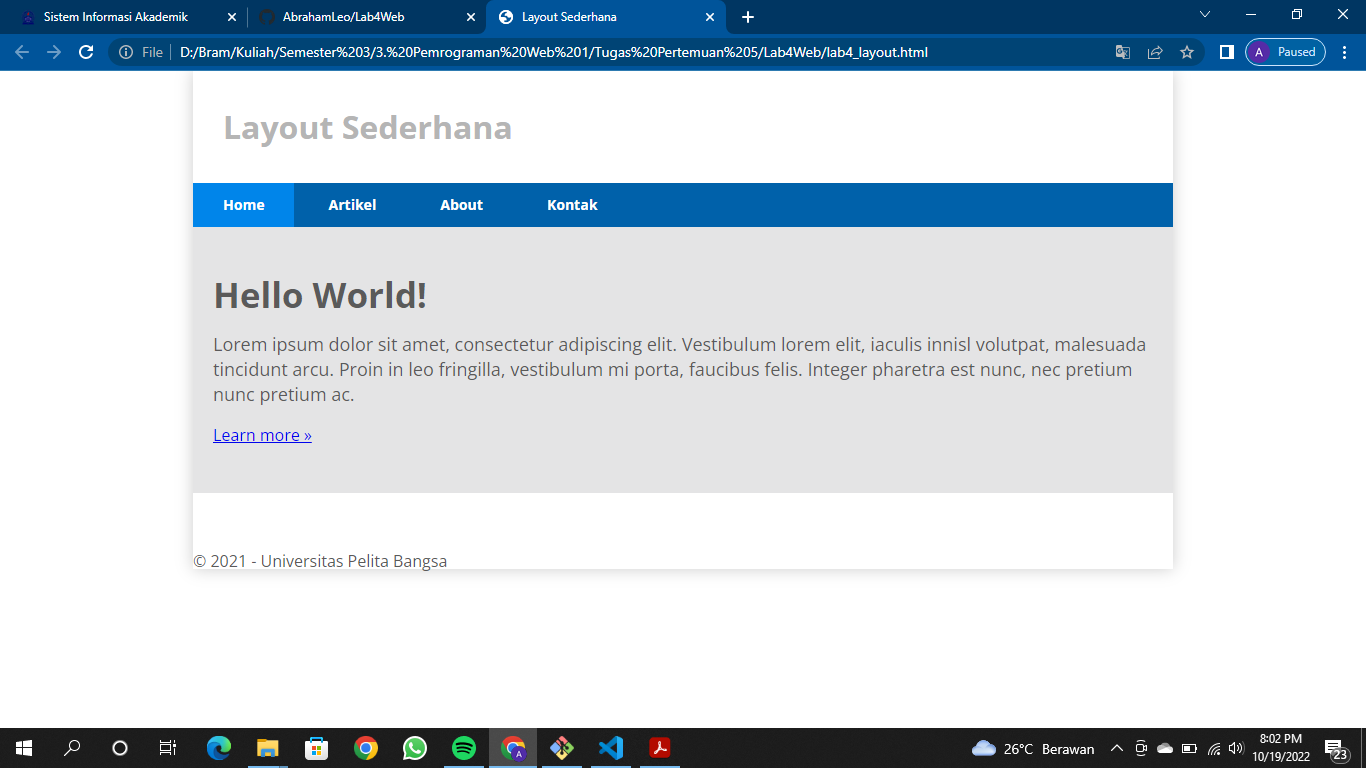 Sistem Informasi Akademik
AbrahamLeo/Lab4Web
Layout Sederhana
File
D:/Bram/Kuliah/Semester%203/3.%20Pemrograman%20Web%201/Tugas%20Pertemuan%205/Lab4Web/lab4_layout.html
A Paused
Layout Sederhana
Home Artikel About Kontak
Hello World!
Lorem ipsum dolor sit amet, consectetur adipiscing elit. Vestibulum lorem elit, iaculis innisl volutpat, malesuada
tincidunt arcu. Proin in leo fringilla, vestibulum mi porta, faucibus felis. Integer pharetra est nunc, nec pretium
nunc pretium ac.
Learn more »
© 2021 - Universitas Pelita Bangsa
A
26°C Berawan
8:02 PM
10/19/2022
23